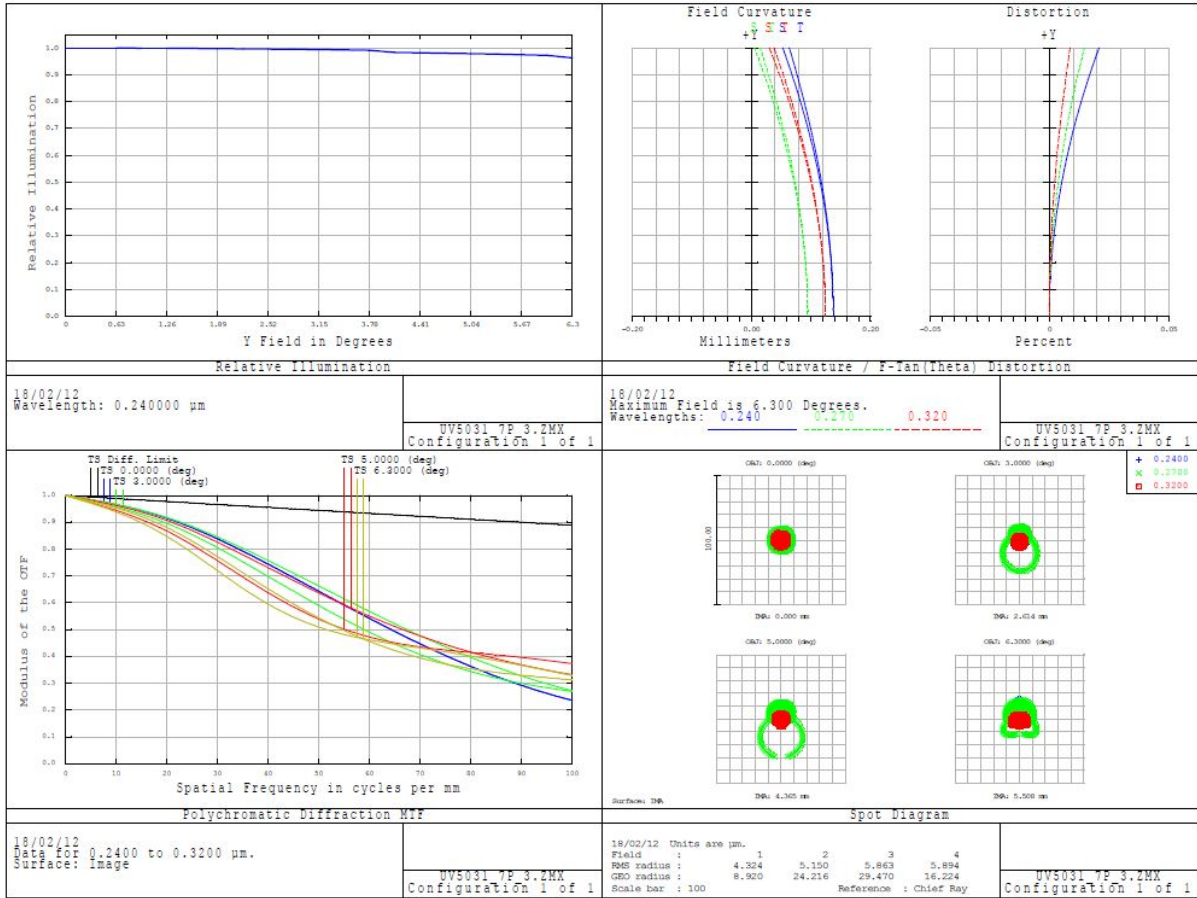 Relative Illumination
1.0
0.9
0.8
0.7
0.6
0.5
0.4
0.3
0.2
0.1
0.0
0 0.63 1.26 1.89 2.52 3.15 3.78 4.41 5.04 5.67 6.3
Y Field in Degrees
Relative Illumination
18/02/12
Wavelength: 0.240000 µm
UV5031_7P_3.ZMX
Configuration 1 of 1
Field Curvature
+Y
-0.20 0.00 0.20
Millimeters
Distortion
+Y
-0.05 0 0.05
Percent
Field Curvature / F-Tan(Theta) Distortion
18/02/12
Maximum Field is 6.300 Degrees.
Wavelengths: 0.240 0.270 0.320
UV5031_7P_3.ZMX
Configuration 1 of 1
TS Diff. Limit
TS 0.0000 (deg)
TS 3.0000 (deg)
TS 5.0000 (deg)
TS 6.3000 (deg)
Modulus of the OTF
1.0
0.9
0.8
0.7
0.6
0.5
0.4
0.3
0.2
0.1
0.0
0 10 20 30 40 50 60 70 80 90 100
Spatial Frequency in cycles per mm
Polychromatic Diffraction MTF
18/02/12
Data for 0.2400 to 0.3200 µm.
Surface: Image
UV5031_7P_3.ZMX
Configuration 1 of 1
OBJ: 0.0000 (deg)
100.00
IMA: 0.000 mm
OBJ: 3.0000 (deg)
IMA: 2.614 mm
0.2400
0.2700
0.3200
OBJ: 5.0000 (deg)
IMA: 4.365 mm
OBJ: 6.3000 (deg)
IMA: 5.500 mm
Surface: IMA
Spot Diagram
18/02/12 Units are µm.
Field : 1 2 3 4
RMS radius : 4.324 5.150 5.863 5.894
GEO radius : 8.920 24.216 29.470 16.224
Scale bar : 100 Reference : Chief Ray
UV5031_7P_3.ZMX
Configuration 1 of 1